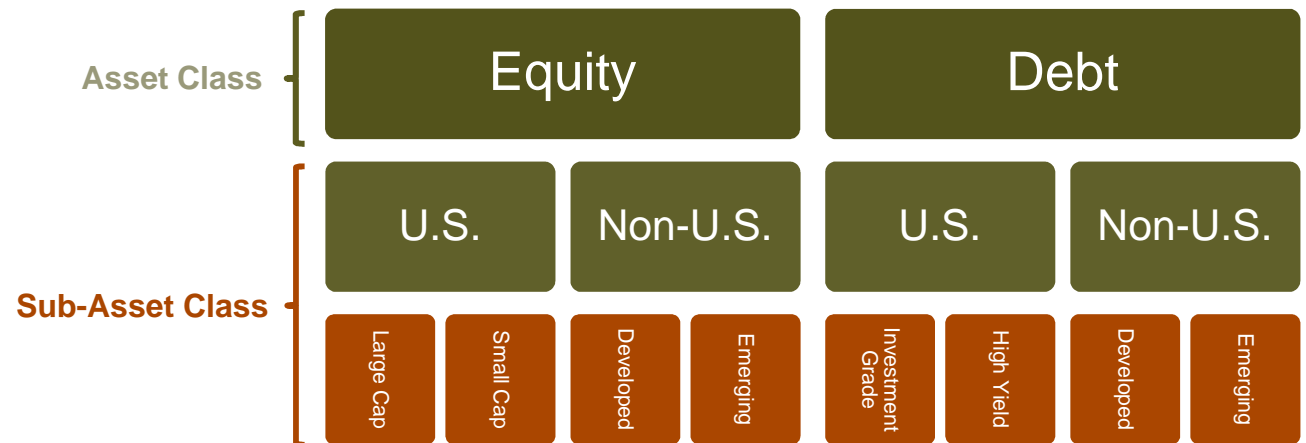 Asset Class
Equity
Debt
Sub-Asset Class
U.S.
Non-U.S.
U.S.
Non-U.S.
Large Cap
Small Cap
Developed
Emerging
Investment
Grade
High Yield
Developed
Emerging